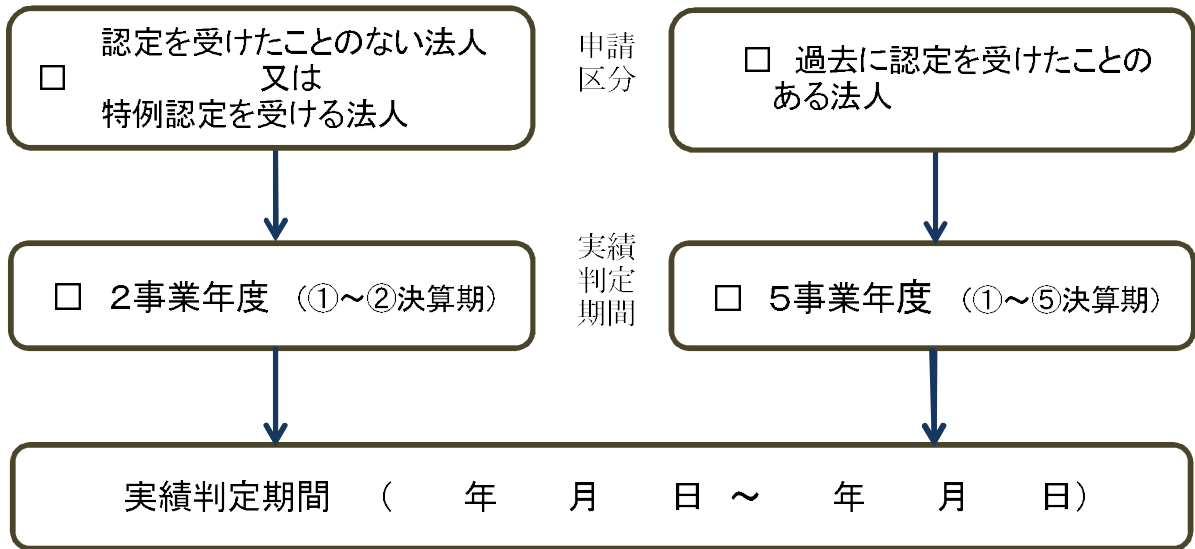 認定を受けたことのない法人
□ 又は
特例認定を受ける法人
申請
区分
□ 過去に認定を受けたことの
ある法人
□ ２事業年度 (①～②決算期)
実績
判定
期間
□ ５事業年度 (①～⑤決算期)
実績判定期間 ( 年 月 日 ～ 年 月 日)